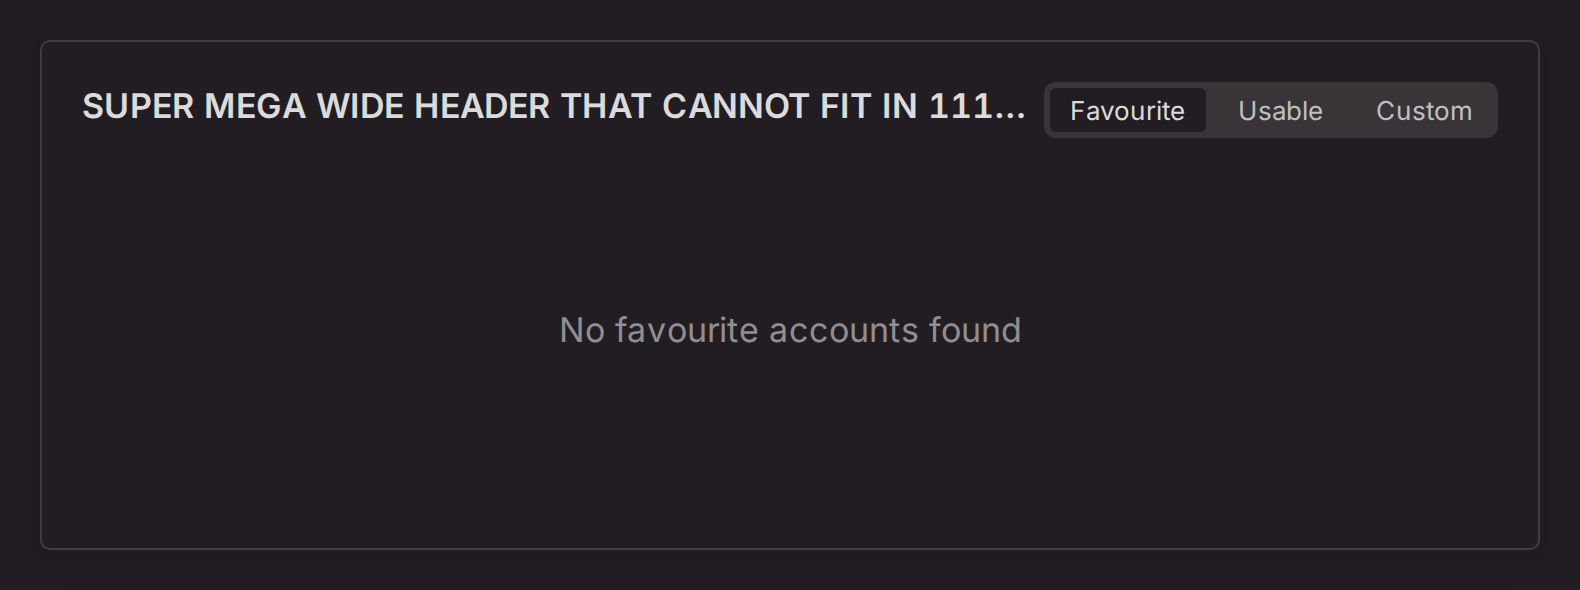 SUPER MEGA WIDE HEADER THAT CANNOT FIT IN 111... Favourite Usable Custom
No favourite accounts found